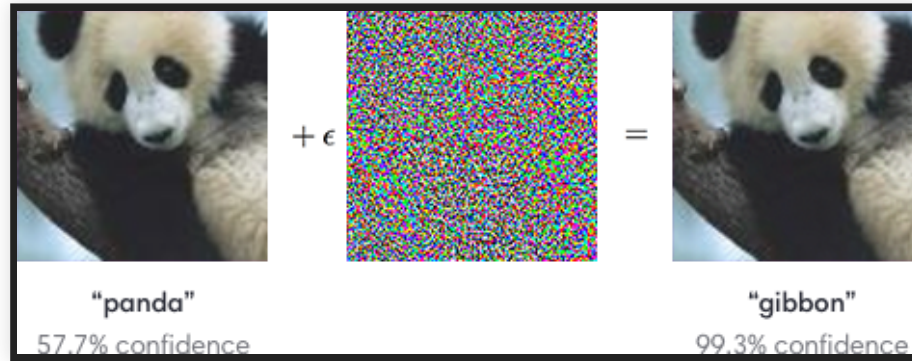 + ϵ =
“panda” “gibbon”
57.7% confidence 99.3% confidence